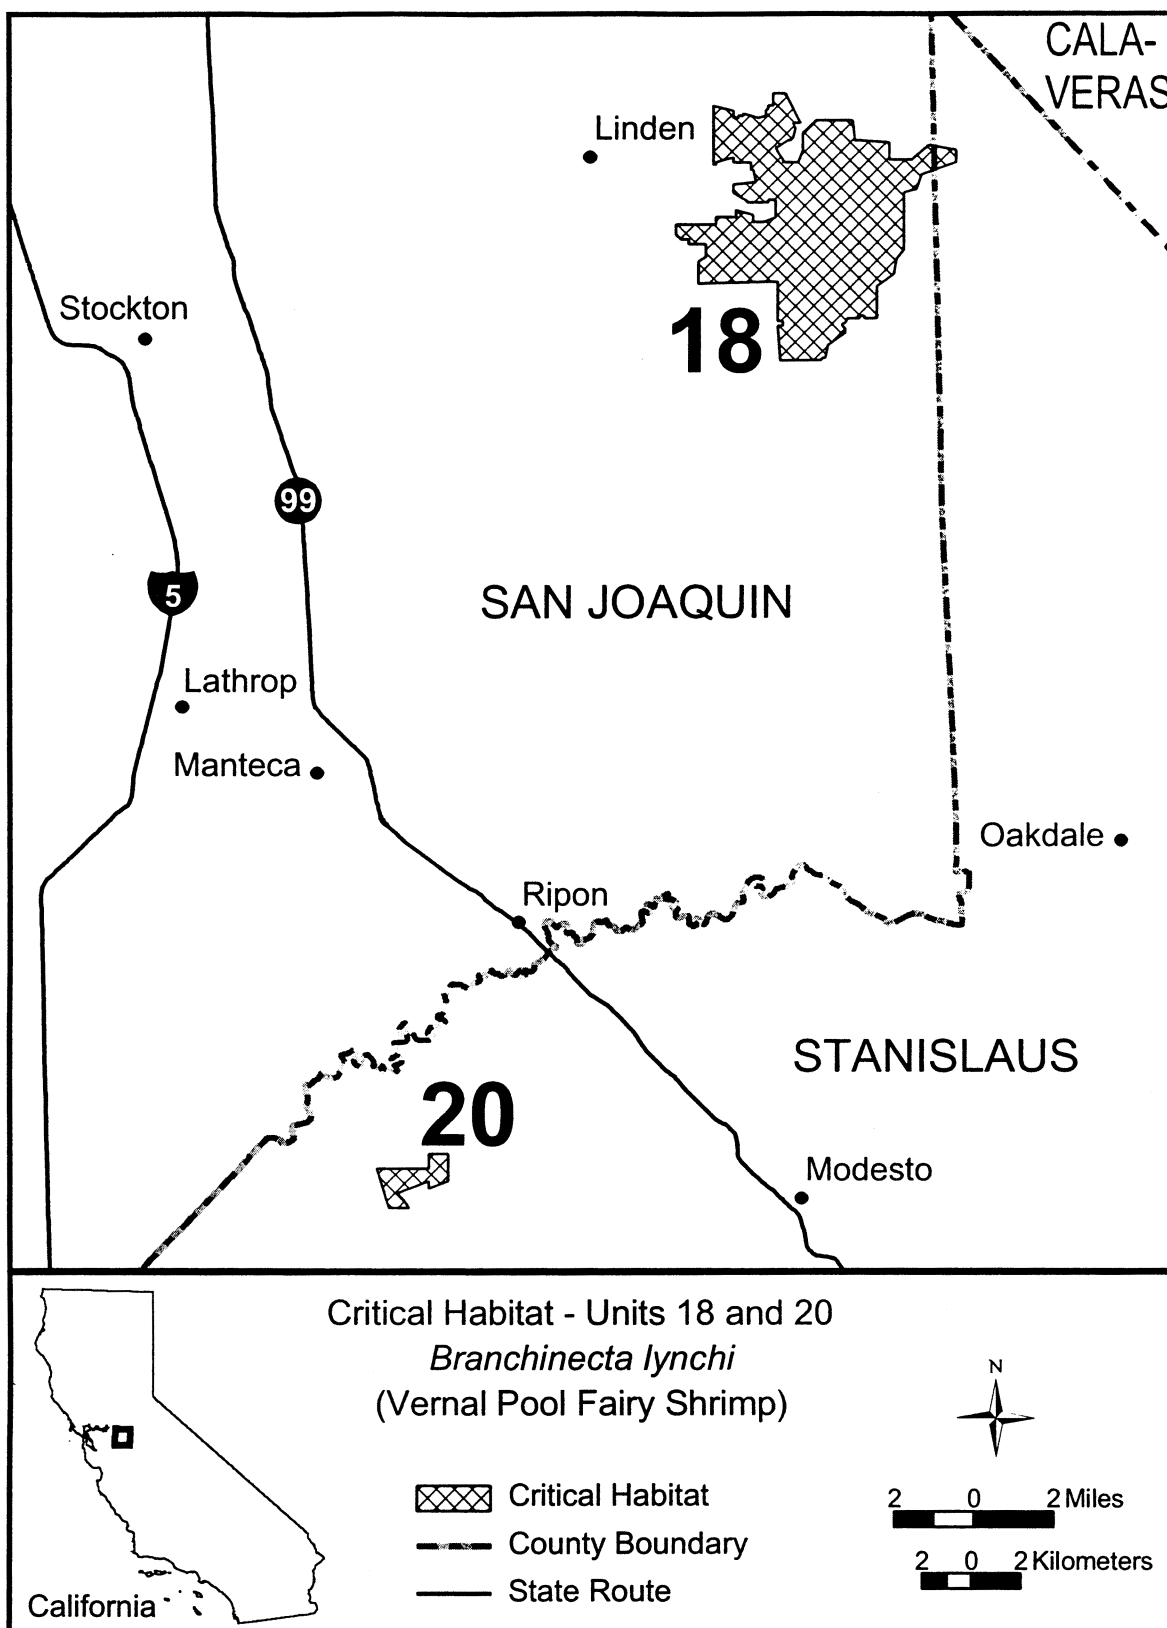 CALA-
VERAS
Linden
Stockton
18
99
5
SAN JOAQUIN
Lathrop
Manteca
Oakdale
Ripon
STANISLAUS
20
Modesto
Critical Habitat - Units 18 and 20
Branchinecta lynchi
(Vernal Pool Fairy Shrimp)
N
Critical Habitat
County Boundary
State Route
2 0 2 Miles
2 0 2 Kilometers
California